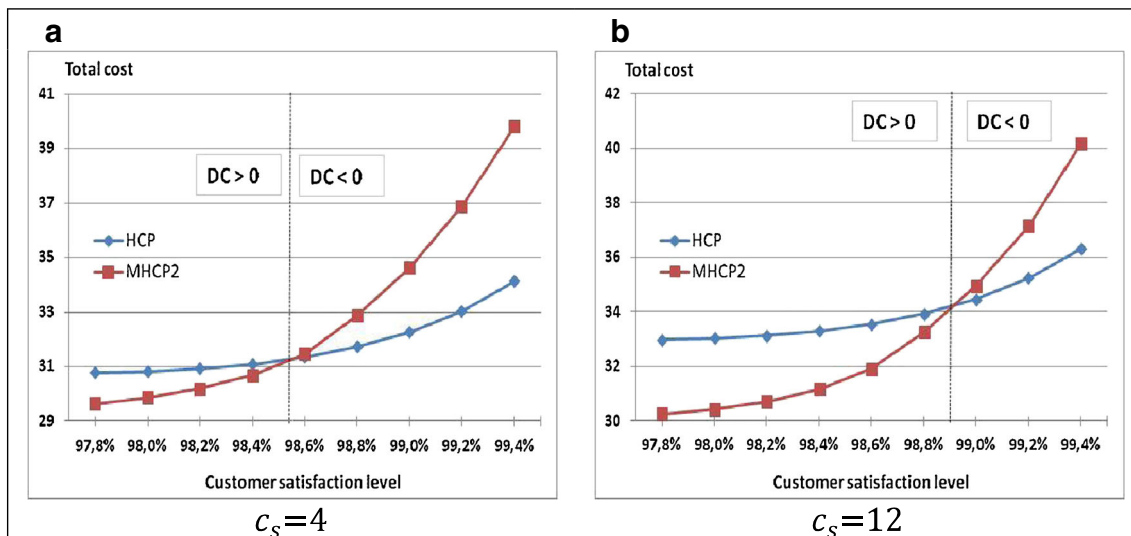 a
Total cost
41
39
37
35
33
31
29
DC > 0
DC < 0
HCP
MHCP2
97,8% 98,0% 98,2% 98,4% 98,6% 98,8% 99,0% 99,2% 99,4%
Customer satisfaction level
c_s=4
b
Total cost
42
40
38
36
34
32
30
DC > 0
DC < 0
HCP
MHCP2
97,8% 98,0% 98,2% 98,4% 98,6% 98,8% 99,0% 99,2% 99,4%
Customer satisfaction level
c_s=12